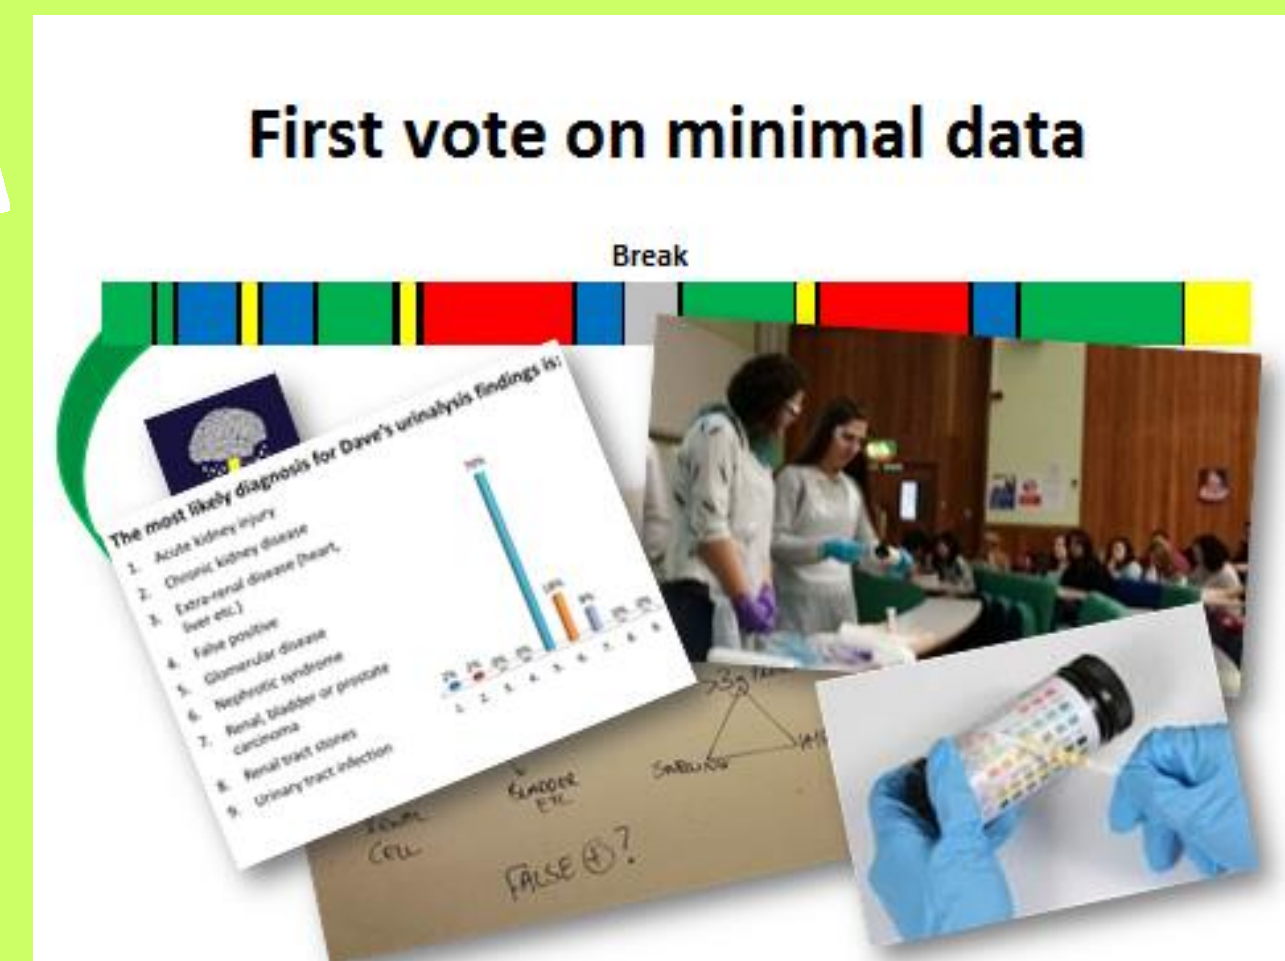 First vote on minimal data
Break
The most likely diagnosis for Dave's urinalysis findings is:
1. Acute kidney injury
2. Chronic kidney disease
3. Extra-renal disease (heart,
liver etc.)
4. False positive
5. Glomerular disease
6. Nephrotic syndrome
7. Renal, bladder or prostate
carcinoma
8. Renal tract stones
9. Urinary tract infection
1. 2. 3. 4. 5. 6. 7. 8. 9.
>3g
SWELLING
BLADDER
ETC
CELL
FALSE + ?